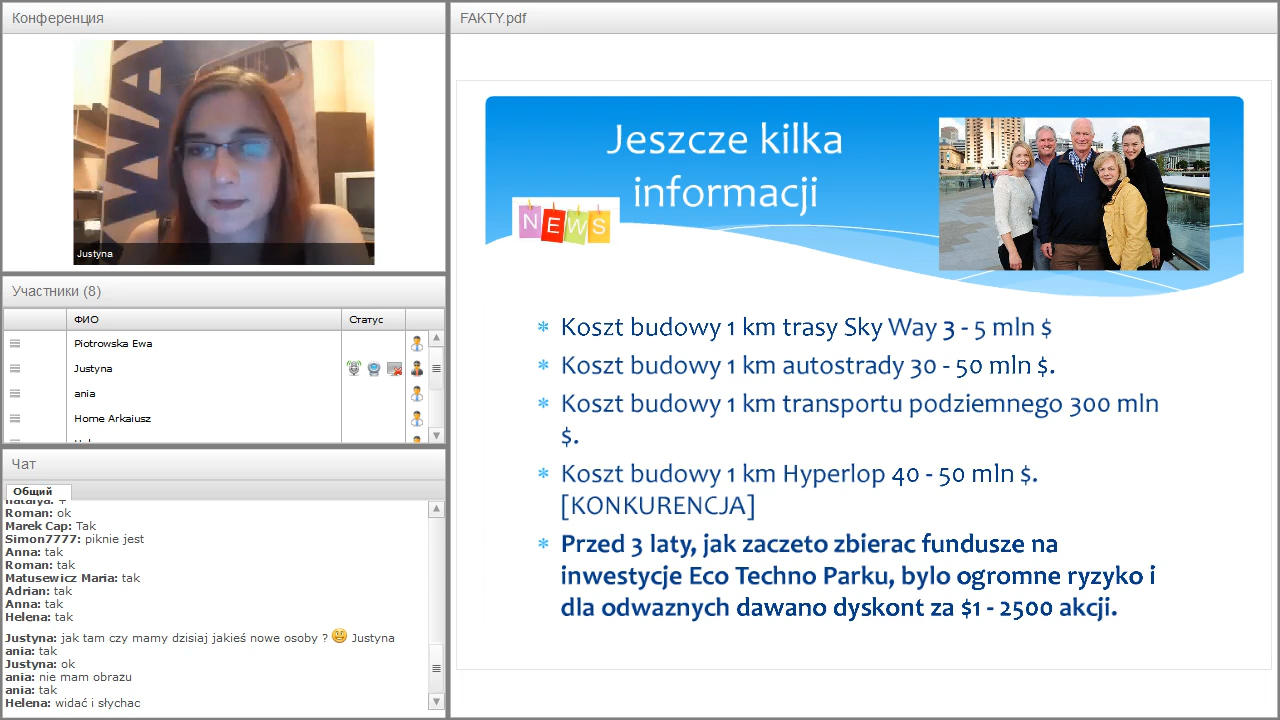 Конференция
WAY
Justyna
Участники (8)
ФИО
Статус
Piotrowska Ewa
Justyna
ania
Home Arkaiusz
Чат
Общий
natalya: +
Roman: ok
Marek Cap: Tak
Simon7777: piknie jest
Anna: tak
Roman: tak
Matusewicz Maria: tak
Adrian: tak
Anna: tak
Helena: tak
Justyna: jak tam czy mamy dzisiaj jakieś nowe osoby ? Justyna
ania: tak
Justyna: ok
ania: nie mam obrazu
ania: tak
Helena: widać i słychac
FAKTY.pdf
Jeszcze kilka
informacji
NEWS
Koszt budowy 1 km trasy Sky Way 3 - 5 mln $
Koszt budowy 1 km autostrady 30 - 50 mln $.
Koszt budowy 1 km transportu podziemnego 300 mln
$.
Koszt budowy 1 km Hyperlop 40 - 50 mln $.
[KONKURENCJA]
Przed 3 laty, jak zaczeto zbierac fundusze na
inwestycje Eco Techno Parku, bylo ogromne ryzyko i
dla odwaznych dawano dyskont za $1 - 2500 akcji.